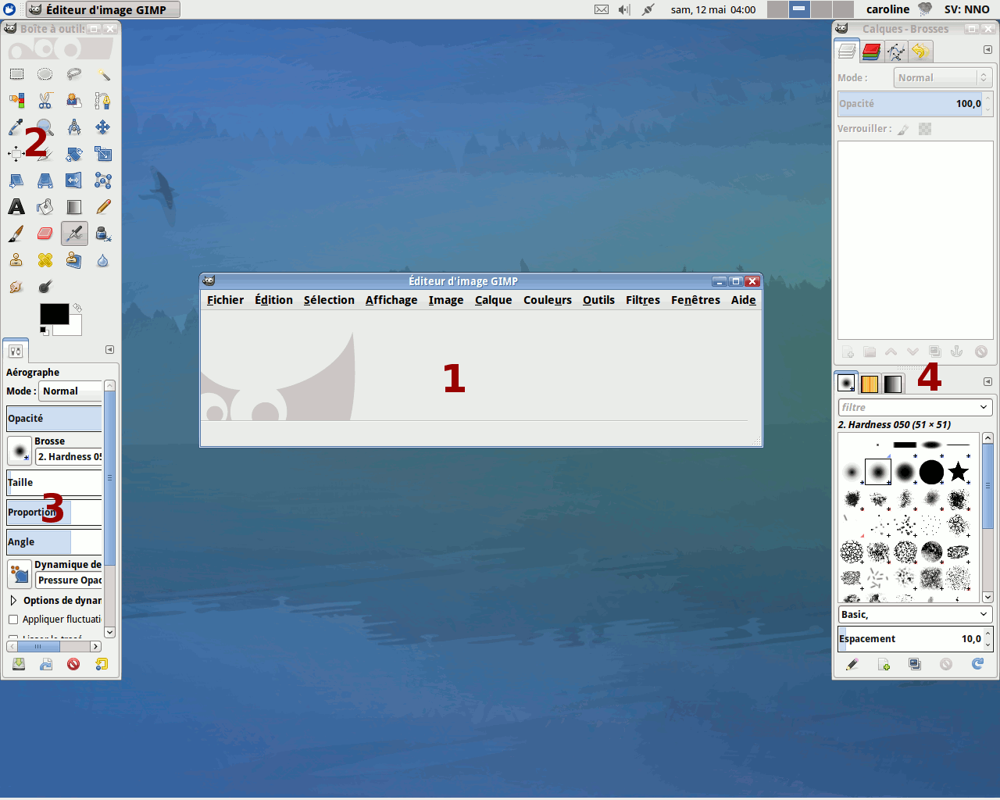 Éditeur d'image GIMP
sam, 12 mai 04:00
caroline
SV: NNO
Boîte à outils
2
Aérographe
Mode : Normal
Opacité
Brosse
2. Hardness 05
Taille
Proportion
3
Angle
Dynamique de
Pressure Opac
Options de dynar
Appliquer fluctuati
Éditeur d'image GIMP
Fichier Édition Sélection Affichage Image Calque Couleurs Outils Filtres Fenêtres Aide
1
Calques - Brosses
Mode : Normal
Opacité 100,0
Verrouiller :
4
filtre
2. Hardness 050 (51 × 51)
Basic,
Espacement 10,0